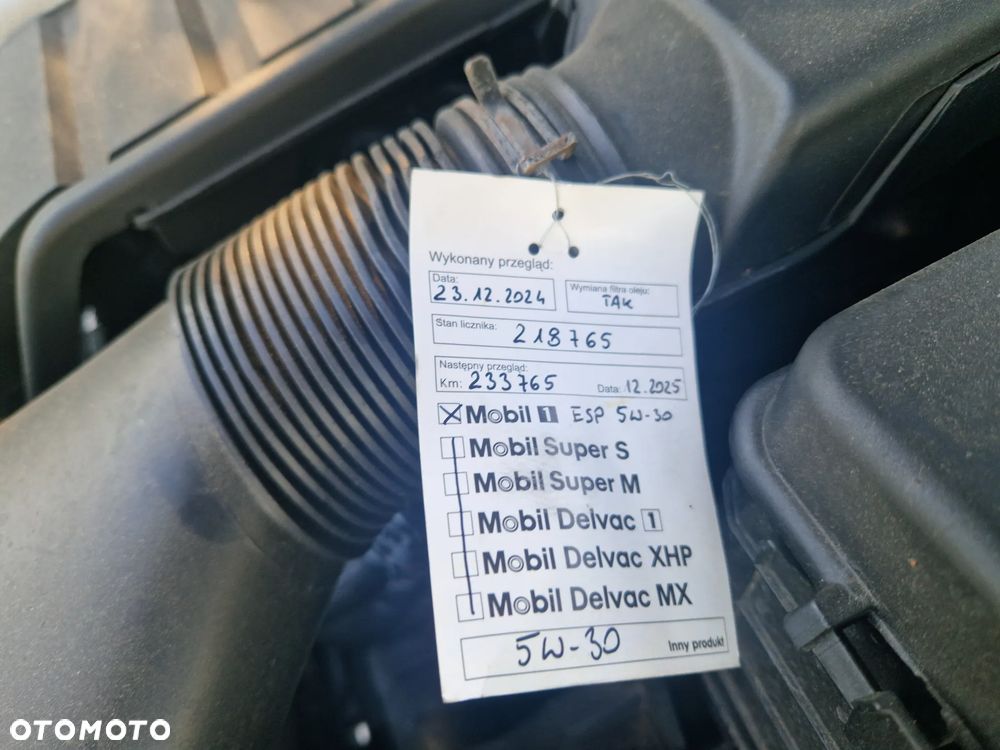 Wykonany przegląd:
Data: Wymiana filtra oleju:
23.12.2024 TAK
Stan licznika: 218765
Następny przegląd:
Km: 233765 Data: 12.2025
Mobil 1 ESP 5W-30
Mobil Super S
Mobil Super M
Mobil Delvac 1
Mobil Delvac XHP
Mobil Delvac MX
5W-30 Inny produkt
OTOMOTO